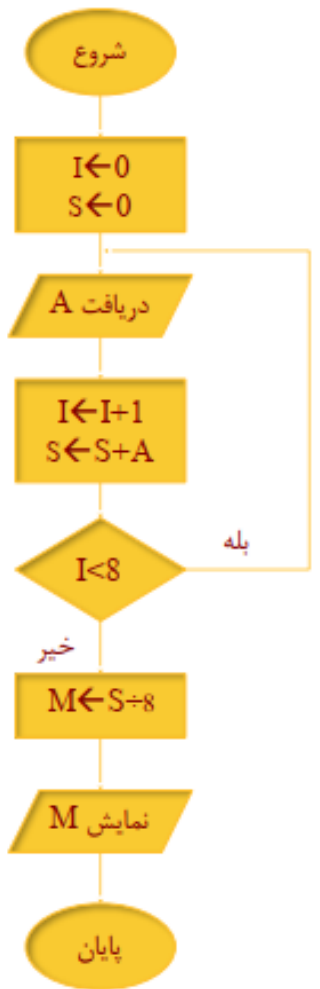 شروع
I←0
S←0
دریافت A
I←I+1
S←S+A
I<8
بله
خیر
M←S÷8
نمایش M
پایان